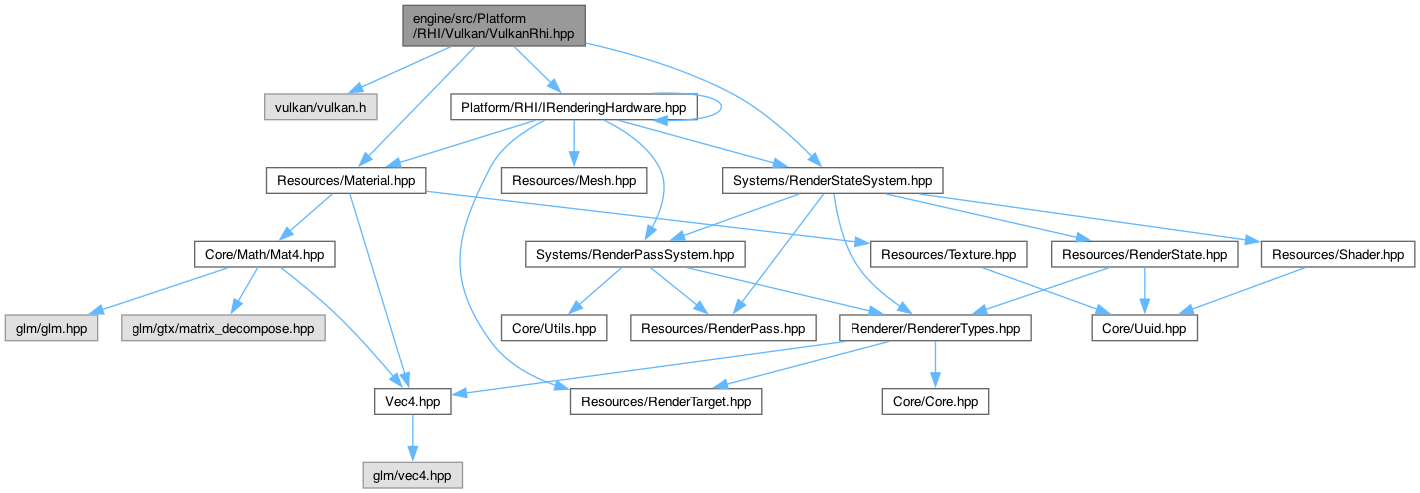 engine/src/Platform
/RHI/Vulkan/VulkanRhi.hpp
vulkan/vulkan.h
Platform/RHI/IRenderingHardware.hpp
Resources/Material.hpp
Resources/Mesh.hpp
Systems/RenderStateSystem.hpp
Core/Math/Mat4.hpp
Systems/RenderPassSystem.hpp
Resources/Texture.hpp
Resources/RenderState.hpp
Resources/Shader.hpp
glm/glm.hpp
glm/gtx/matrix_decompose.hpp
Core/Utils.hpp
Resources/RenderPass.hpp
Renderer/RendererTypes.hpp
Core/Uuid.hpp
Vec4.hpp
Resources/RenderTarget.hpp
Core/Core.hpp
glm/vec4.hpp